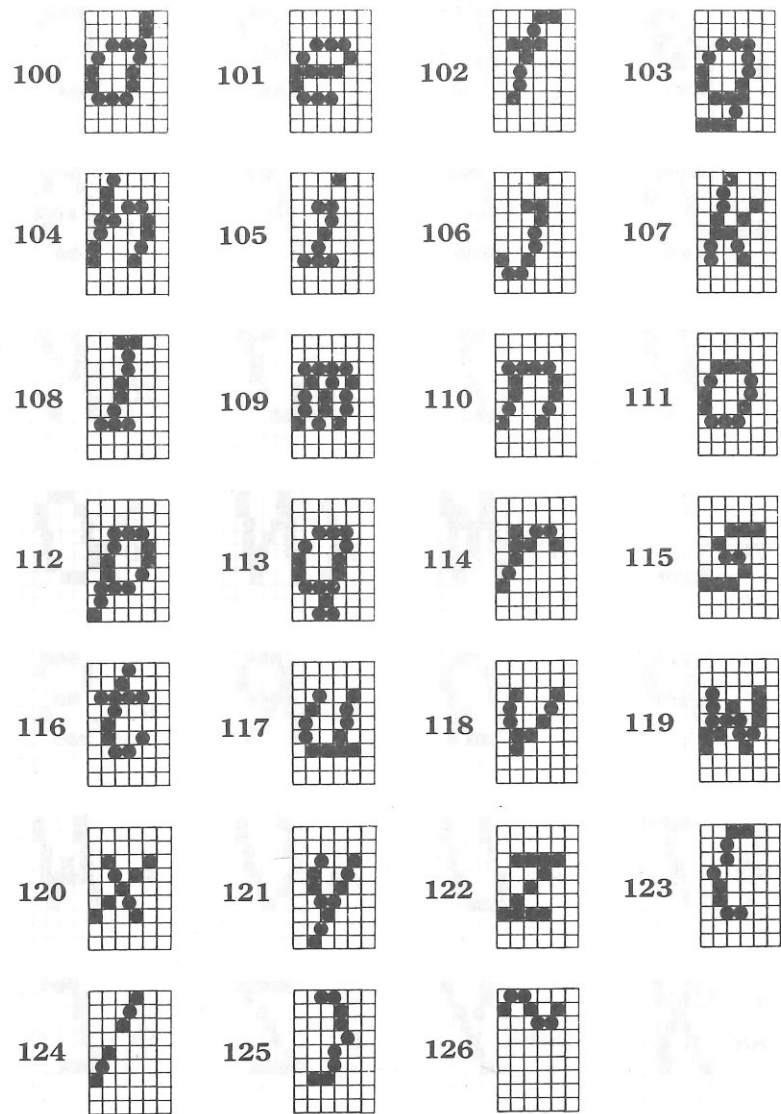 100 d 101 e 102 f 103 g
104 h 105 i 106 j 107 k
108 l 109 m 110 n 111 o
112 p 113 q 114 r 115 s
116 t 117 u 118 v 119 w
120 x 121 y 122 z 123 {
124 | 125 } 126 ~